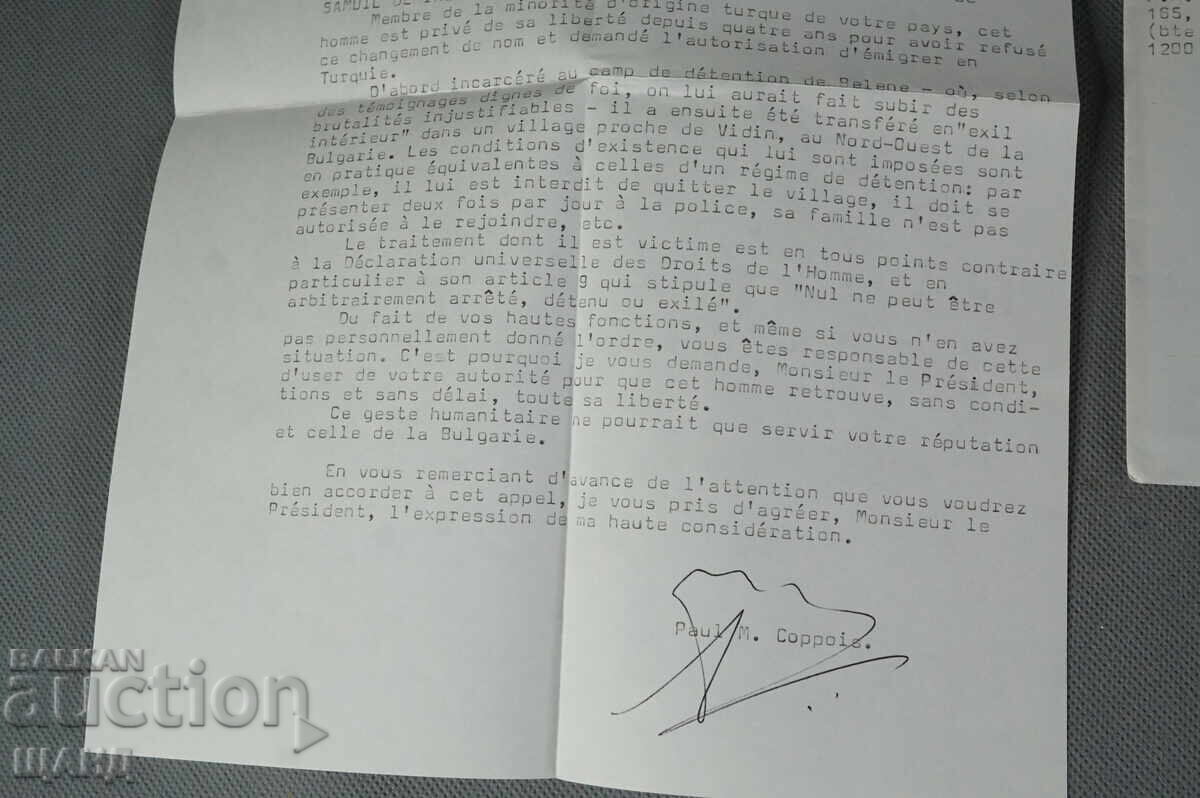 SAMUIL DE
Membre de la minorité d'origine turque de votre pays, cet
homme est privé de sa liberté depuis quatre ans pour avoir refusé
ce changement de nom et demandé l'autorisation d'émigrer en
Turquie.
D'abord incarcéré au camp de détention de Belene - où, selon
des témoignages dignes de foi, on lui aurait fait subir des
brutalités injustifiables - il a ensuite été transféré en"exil
intérieur" dans un village proche de Vidin, au Nord-Ouest de la
Bulgarie. Les conditions d'existence qui lui sont imposées sont
en pratique équivalentes à celles d'un régime de détention: par
exemple, il lui est interdit de quitter le village, il doit se
présenter deux fois par jour à la police, sa famille n'est pas
autorisée à le rejoindre, etc.
Le traitement dont il est victime est en tous points contraire
à la Déclaration universelle des Droits de l'Homme, et en
particulier à son article 9 qui stipule que "Nul ne peut être
arbitrairement arrêté, détenu ou exilé".
Du fait de vos hautes fonctions, et même si vous n'en avez
pas personnellement donné l'ordre, vous êtes responsable de cette
situation. C'est pourquoi je vous demande, Monsieur le Président,
d'user de votre autorité pour que cet homme retrouve, sans condi-
tions et sans délai, toute sa liberté.
Ce geste humanitaire ne pourrait que servir votre réputation
et celle de la Bulgarie.
En vous remerciant d'avance de l'attention que vous voudrez
bien accorder à cet appel, je vous pris d'agréer, Monsieur le
Président, l'expression de ma haute considération.
Paul M. Coppois.
165,
(bte
1200
BALKAN
auction
ШАВД